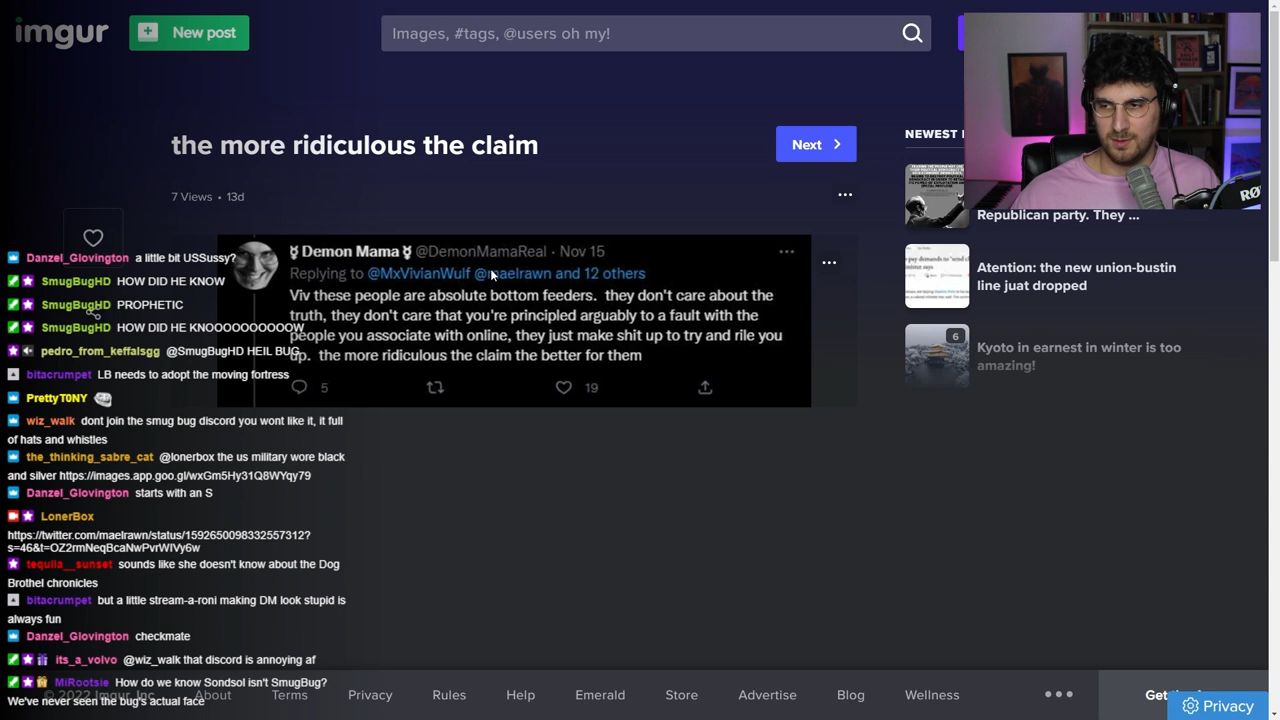 imgur
New post
Images, #tags, @users oh my!
the more ridiculous the claim
Next
7 Views • 13d
☿ Demon Mama ☿ @DemonMamaReal · Nov 15
Replying to @MxVivianWulf and 12 others
Viv these people are absolute bottom feeders. they don't care about the
truth, they don't care that you're principled arguably to a fault with the
people you associate with online, they just make shit up to try and rile you
up. the more ridiculous the claim the better for them
5
19
NEWEST
Republican party. They ...
Atention: the new union-bustin
line juat dropped
6
Kyoto in earnest in winter is too
amazing!
RØ
Danzel_Glovington a little bit USSussy?
SmugBugHD HOW DID HE KNOW
SmugBugHD PROPHETIC
SmugBugHD HOW DID HE KNOOOOOOOOOW
pedro_from_keffalsgg @SmugBugHD HEIL BUG
bitacrumpet LB needs to adopt the moving fortress
PrettyT0NY
wiz_walk dont join the smug bug discord you wont like it, it full
of hats and whistles
the_thinking_sabre_cat @lonerbox the us military wore black
and silver https://images.app.goo.gl/wxGm5Hy31Q8WYqy79
Danzel_Glovington starts with an S
LonerBox
https://twitter.com/maelrawn/status/1592650098332557312?
s=46&t=OZ2rmNeqBcaNwPvrWIVy6w
tequila__sunset sounds like she doesn't know about the Dog
Brothel chronicles
bitacrumpet but a little stream-a-roni making DM look stupid is
always fun
Danzel_Glovington checkmate
its_a_volvo @wiz_walk that discord is annoying af
MiRootsie How do we know Sondsol isn't SmugBug?
We've never seen the bug's actual face
© 2022 Imgur, Inc
About
Terms
Privacy
Rules
Help
Emerald
Store
Advertise
Blog
Wellness
Privacy